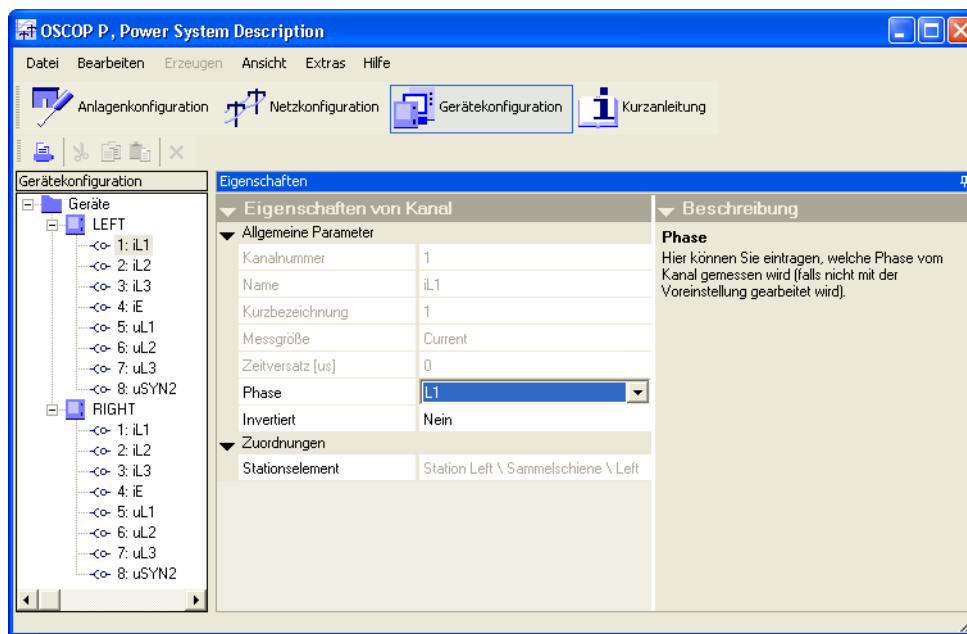 OSCOP P, Power System Description
Datei Bearbeiten Erzeugen Ansicht Extras Hilfe
Anlagenkonfiguration Netzkonfiguration Gerätekonfiguration Kurzanleitung
Gerätekonfiguration
Geräte
LEFT
1: iL1
2: iL2
3: iL3
4: iE
5: uL1
6: uL2
7: uL3
8: uSYN2
RIGHT
1: iL1
2: iL2
3: iL3
4: iE
5: uL1
6: uL2
7: uL3
8: uSYN2
Eigenschaften
Eigenschaften von Kanal
Allgemeine Parameter
Kanalnummer 1
Name iL1
Kurzbezeichnung 1
Messgröße Current
Zeitversatz [us] 0
Phase L1
Invertiert Nein
Zuordnungen
Stationselement Station Left \ Sammelschiene \ Left
Beschreibung
Phase
Hier können Sie eintragen, welche Phase vom
Kanal gemessen wird (falls nicht mit der
Voreinstellung gearbeitet wird).